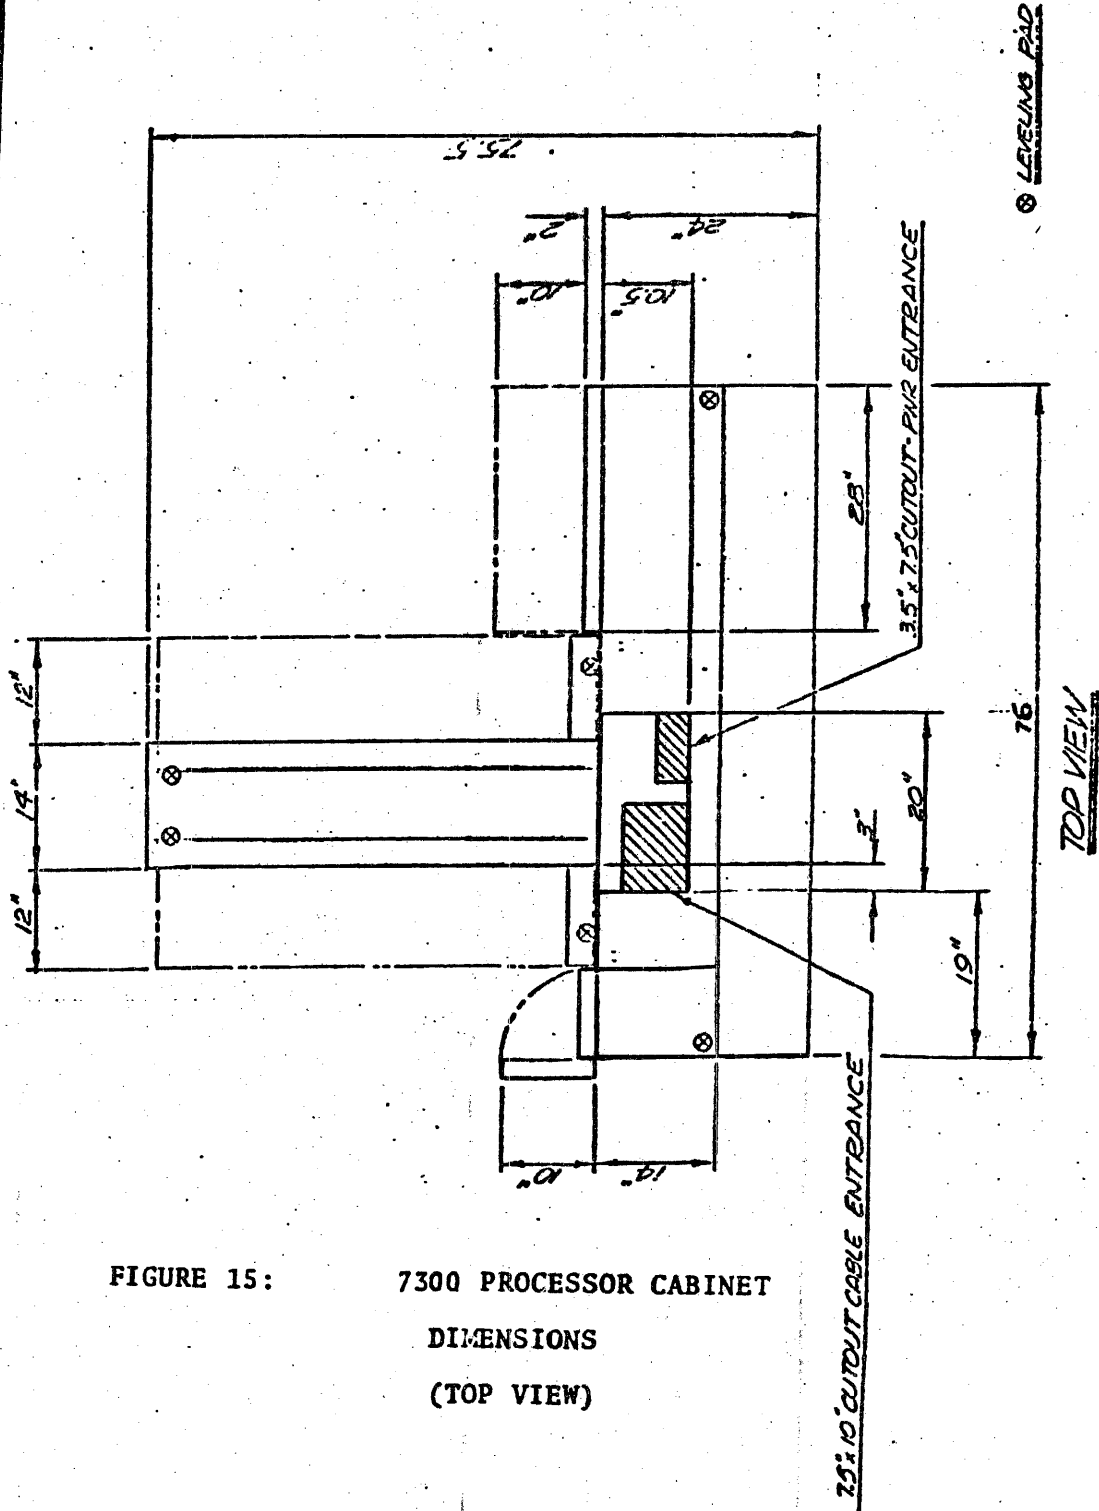 ⊗ LEVELING PAD
75.5
2"
24"
10"
10.5"
12"
14"
12"
28"
3.5" x 7.5" CUTOUT-PWR ENTRANCE
76
TOP VIEW
3"
20"
19"
10"
14"
7.5" x 10" CUTOUT CABLE ENTRANCE
FIGURE 15: 7300 PROCESSOR CABINET
DIMENSIONS
(TOP VIEW)